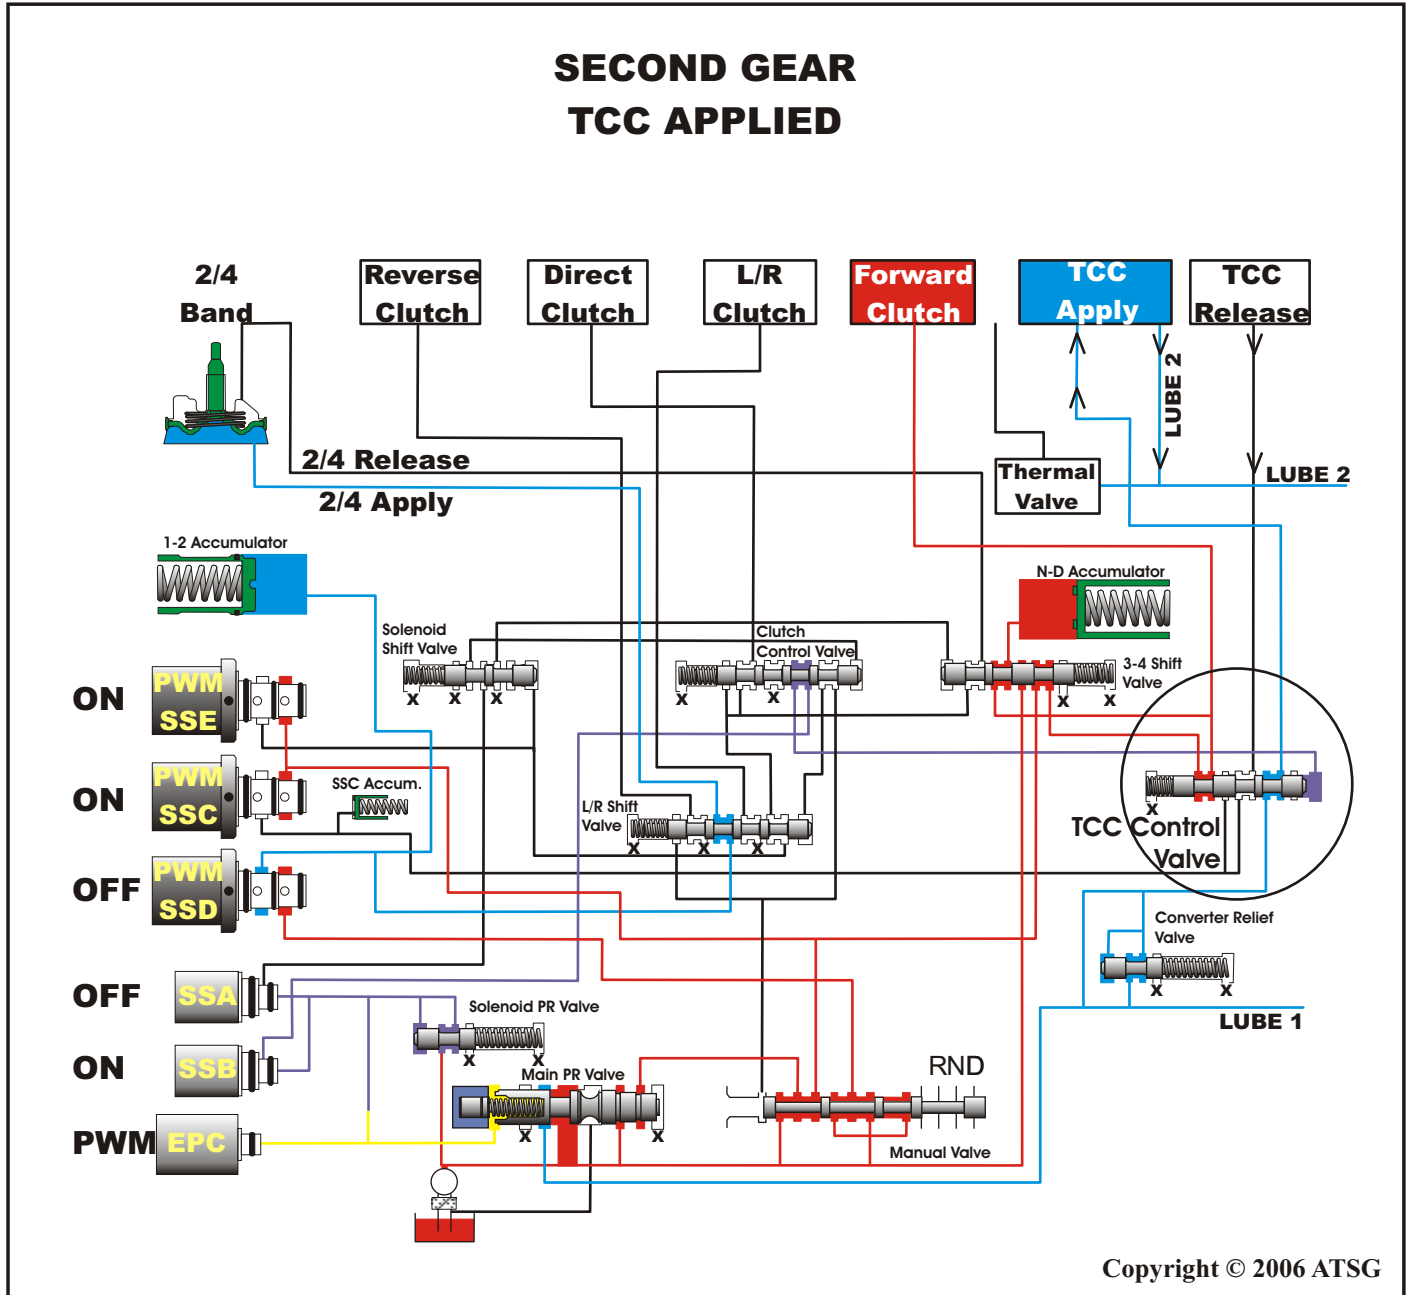 SECOND GEAR
TCC APPLIED
2/4
Band
Reverse
Clutch
Direct
Clutch
L/R
Clutch
Forward
Clutch
TCC
Apply
TCC
Release
LUBE 2
2/4 Release
2/4 Apply
Thermal
Valve
LUBE 2
1-2 Accumulator
N-D Accumulator
Solenoid
Shift Valve
Clutch
Control Valve
3-4 Shift
Valve
X X X
X X
X X
ON
PWM
SSE
ON
PWM
SSC
SSC Accum.
L/R Shift
Valve
X X X
X
TCC Control
Valve
OFF
PWM
SSD
Converter Relief
Valve
X X
OFF
SSA
Solenoid PR Valve
X X
LUBE 1
ON
SSB
Main PR Valve
RND
X X
PWM
EPC
Manual Valve
Copyright © 2006 ATSG